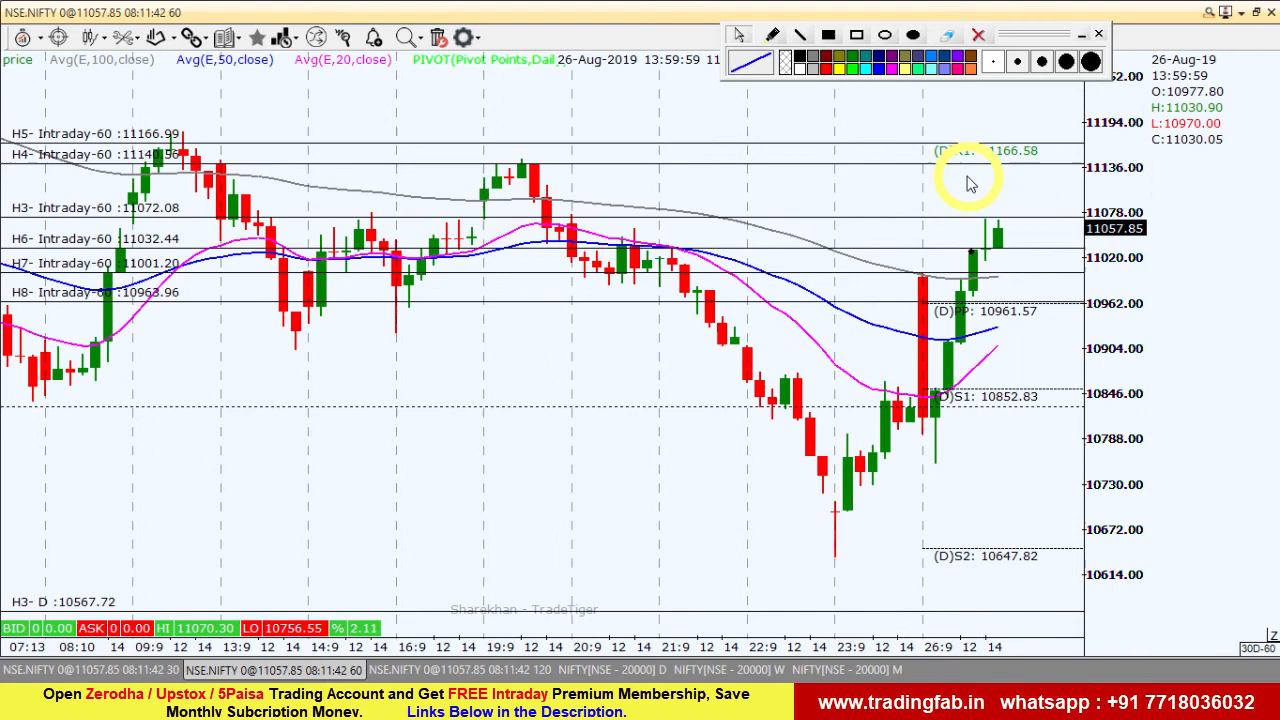 NSE.NIFTY 0@11057.85 08:11:42 60
price Avg(E,100,close) Avg(E,50,close) Avg(E,20,close) PIVOT(Pivot Points,Dail 26-Aug-2019 13:59:59 11
26-Aug-19
13:59:59
O:10977.80
H:11030.90
L:10970.00
C:11030.05
11194.00
11136.00
11078.00
11057.85
11020.00
10962.00
10904.00
10846.00
10788.00
10730.00
10672.00
10614.00
H5- Intraday-60 :11166.99
H4- Intraday-60 :11140.56
H3- Intraday-60 :11072.08
H6- Intraday-60 :11032.44
H7- Intraday-60 :11001.20
H8- Intraday-60 :10963.96
(D)PP: 10961.57
(D)S1: 10852.83
(D)S2: 10647.82
H3- D :10567.72
Sharekhan - TradeTiger
BID 0 0.00 ASK 0 0.00 HI 11070.30 LO 10756.55 % 2.11
07:13 12 14 08:10 12 14 09:9 12 14 13:9 12 14 14:9 12 14 16:9 12 14 19:9 12 14 20:9 12 14 21:9 12 14 22:9 12 14 23:9 12 14 26:9 12 14
Z
30D-60
NSE.NIFTY 0@11057.85 08:11:42 30 NSE.NIFTY 0@11057.85 08:11:42 60 NSE.NIFTY 0@11057.85 08:11:42 120 NIFTY[NSE - 20000] D NIFTY[NSE - 20000] W NIFTY[NSE - 20000] M
Open Zerodha / Upstox / 5Paisa Trading Account and Get FREE Intraday Premium Membership, Save
Monthly Subcription Money. Links Below in the Description.
www.tradingfab.in whatsapp : +91 7718036032